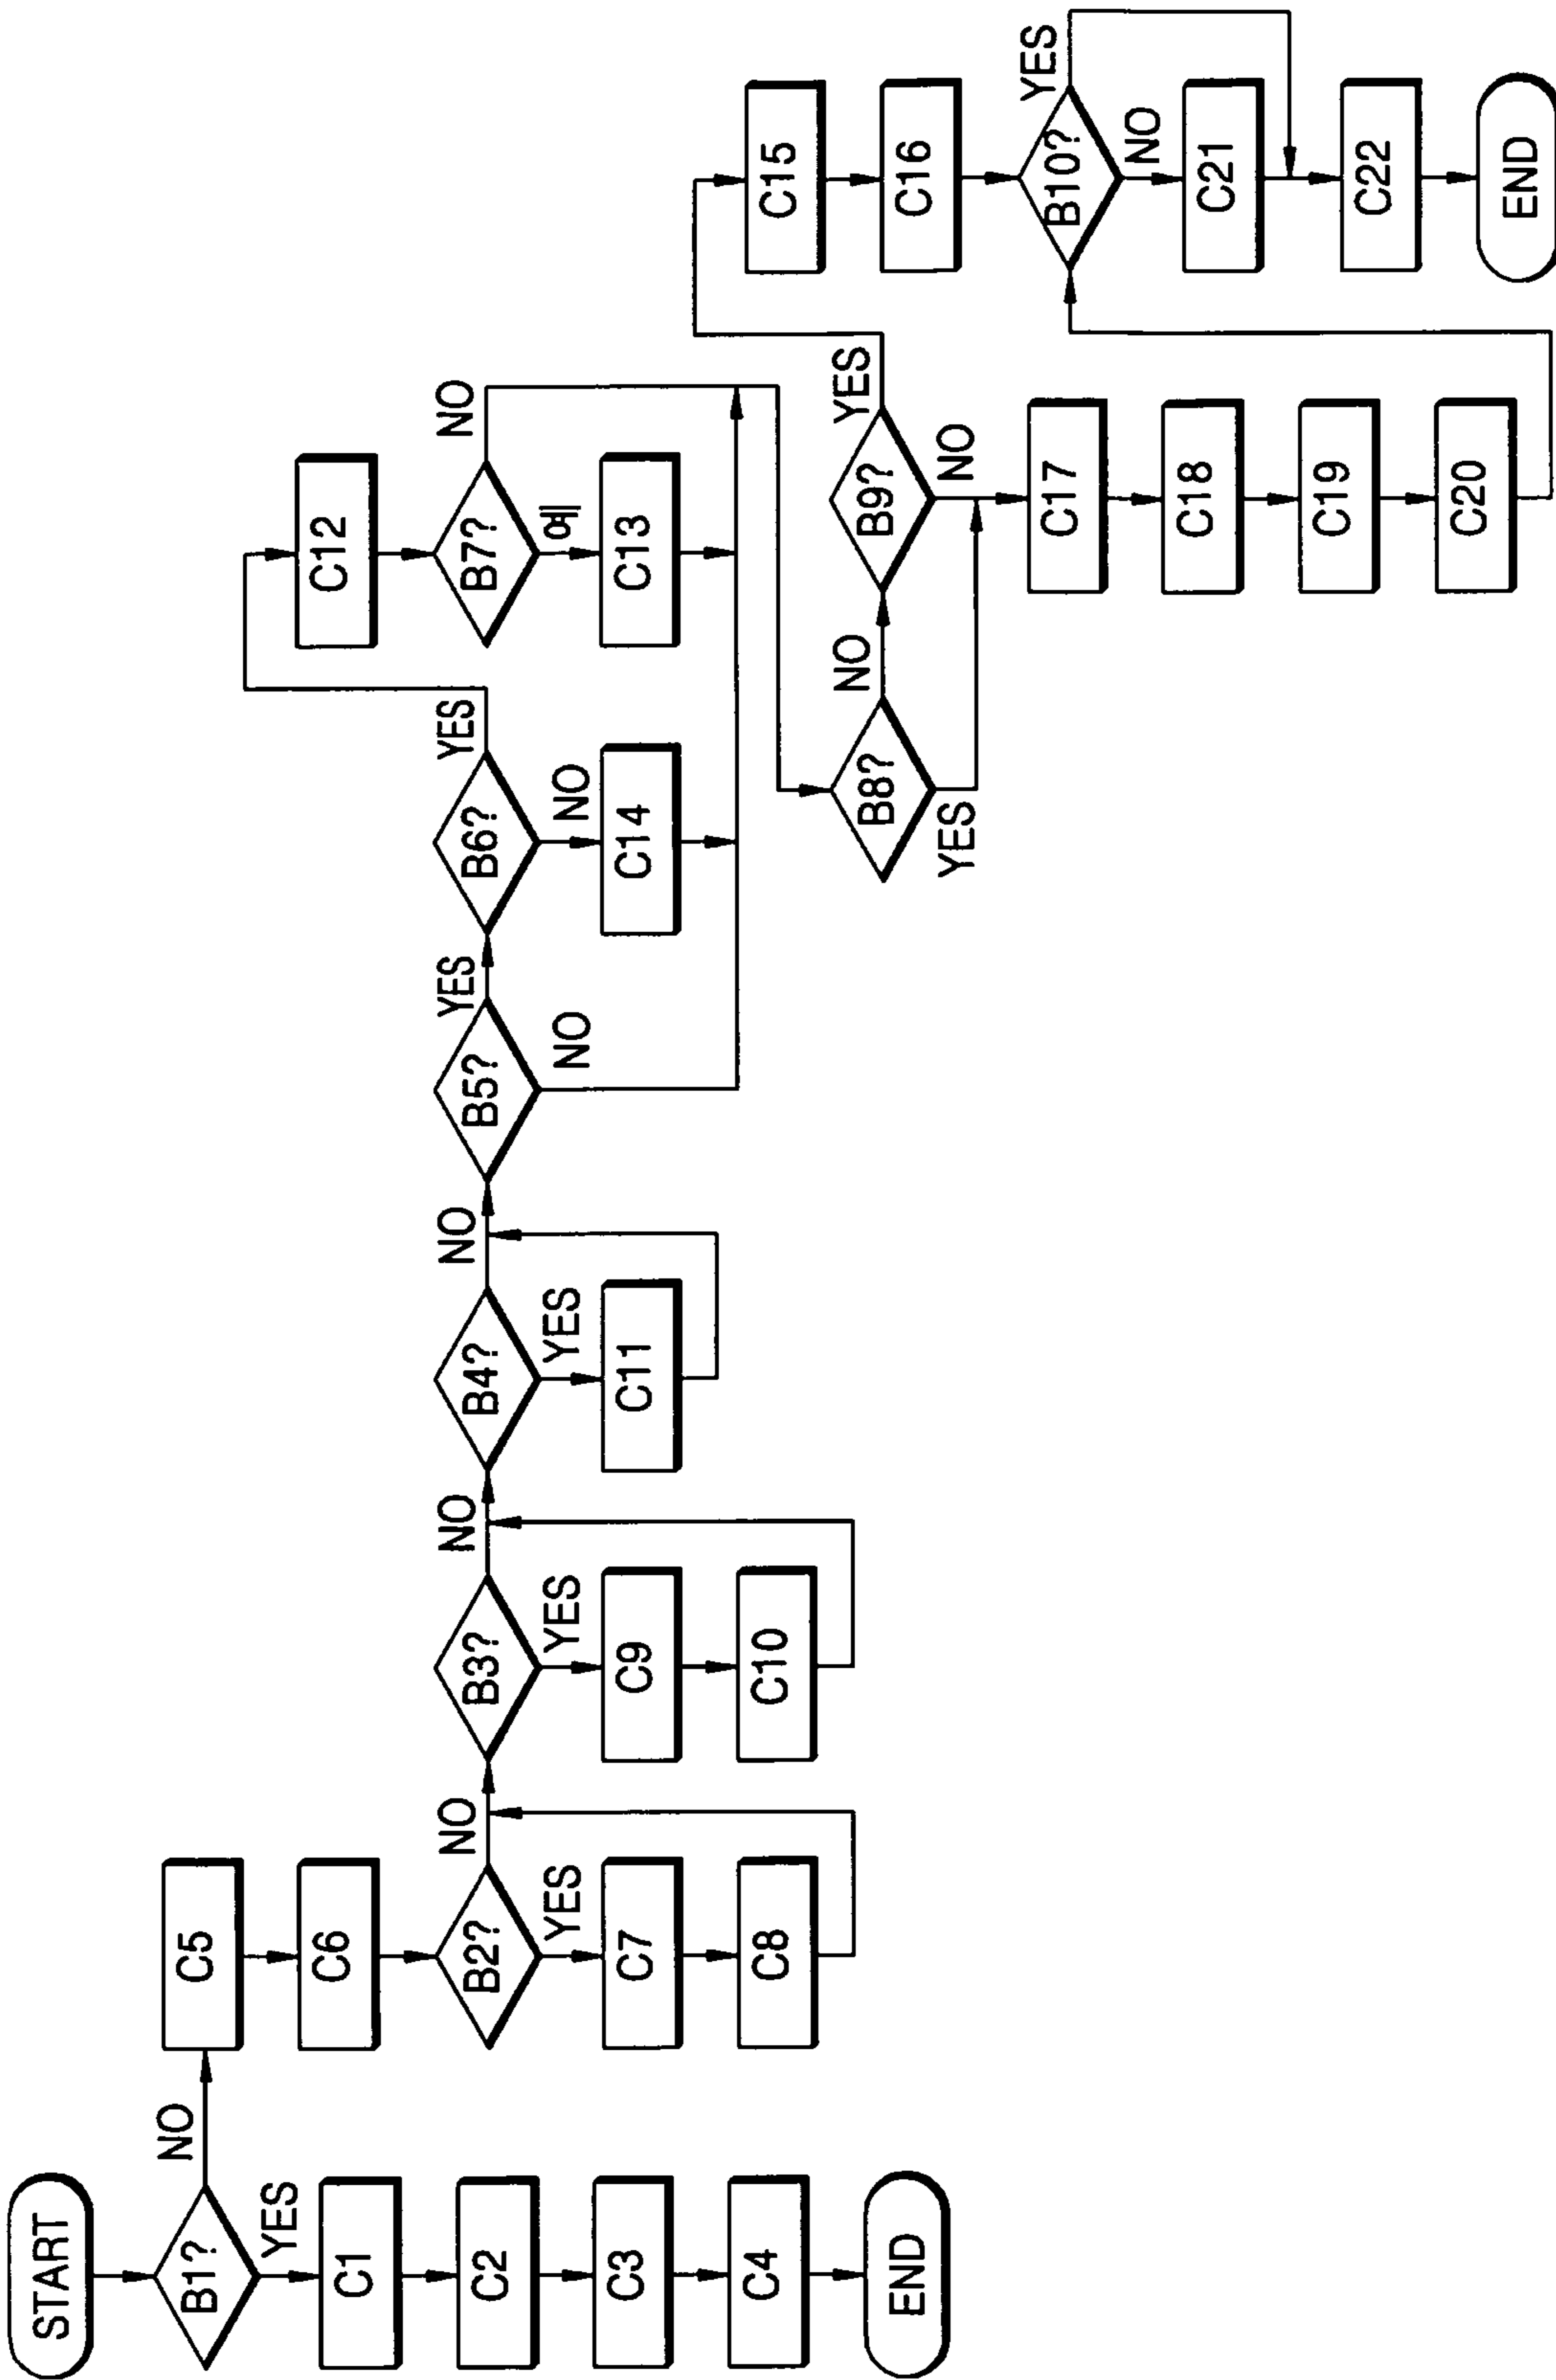 START
B1?
NO
YES
C1
C2
C3
C4
END
C5
C6
B2?
NO
YES
C7
C8
B3?
NO
YES
C9
C10
B4?
NO
YES
C11
B5?
YES
NO
B6?
YES
NO
C14
C12
B7?
NO
예
C13
B8?
NO
YES
B9?
YES
NO
C17
C18
C19
C20
C15
C16
B10?
YES
NO
C21
C22
END